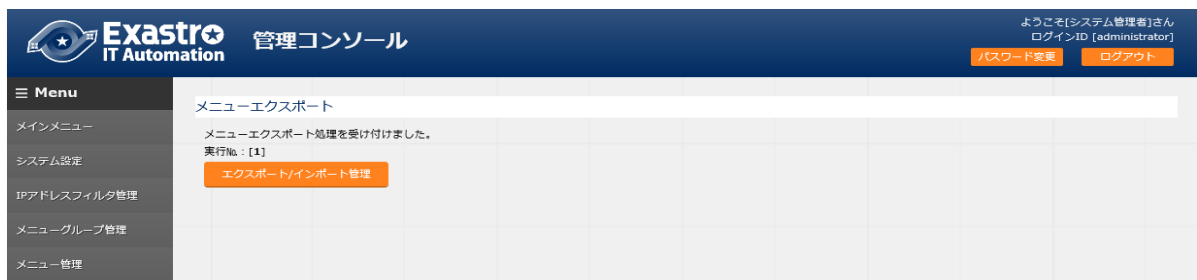 Exastro
IT Automation
管理コンソール
ようこそ[システム管理者]さん
ログインID [administrator]
パスワード変更
ログアウト
≡ Menu
メニューエクスポート
メインメニュー
メニューエクスポート処理を受け付けました。
実行№：[1]
システム設定
エクスポート/インポート管理
IPアドレスフィルタ管理
メニューグループ管理
メニュー管理